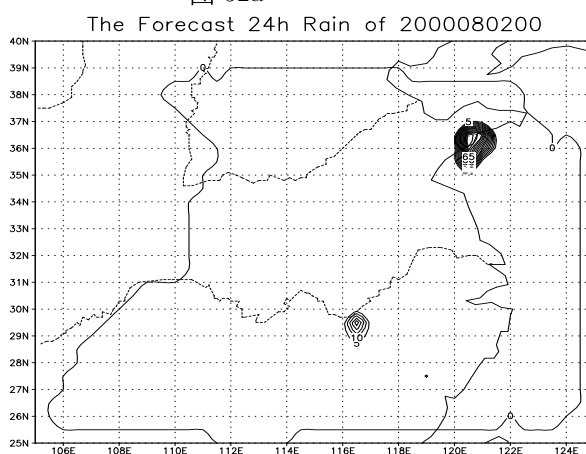 图 02a
The Forecast 24h Rain of 2000080200
40N
39N
38N
37N
36N
35N
34N
33N
32N
31N
30N
29N
28N
27N
26N
25N
0
5
65
0
10
5
0
106E 108E 110E 112E 114E 116E 118E 120E 122E 124E